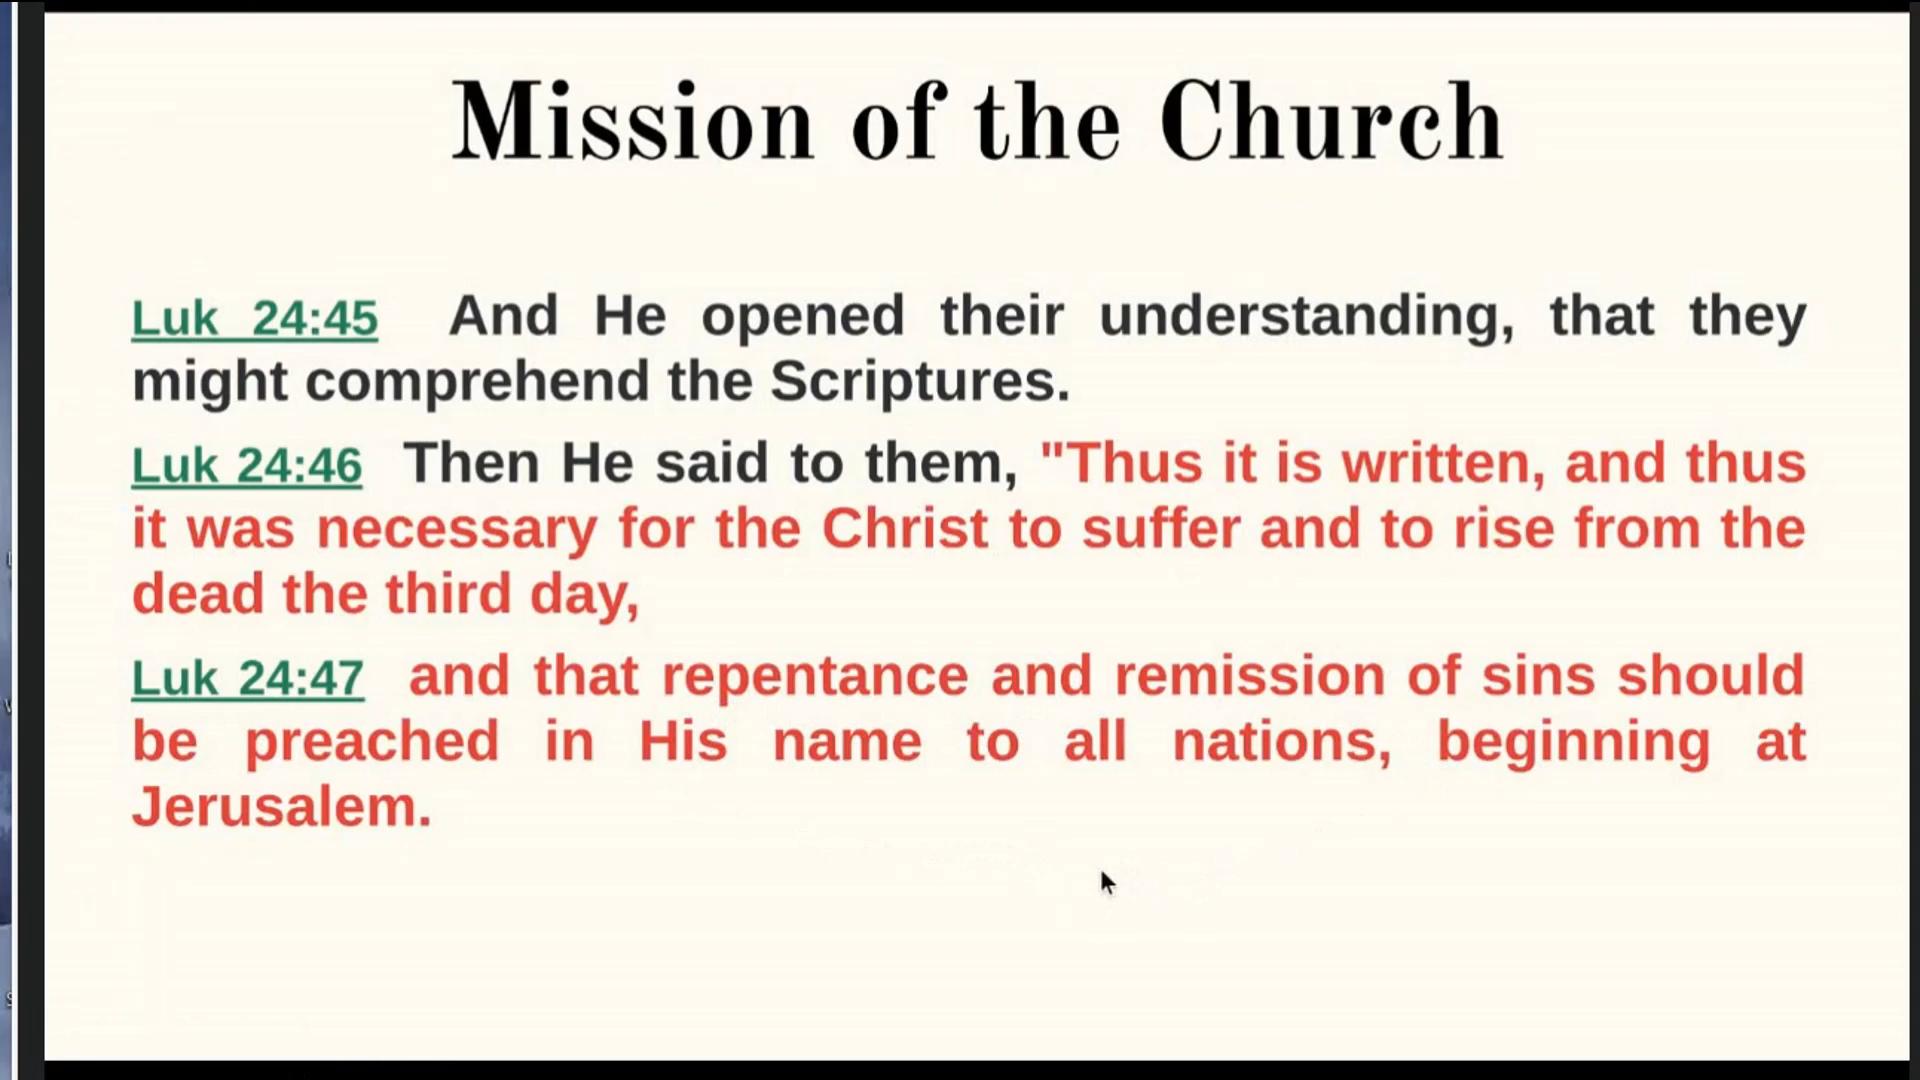 Mission of the Church
Luk 24:45 And He opened their understanding, that they
might comprehend the Scriptures.
Luk 24:46 Then He said to them, "Thus it is written, and thus
it was necessary for the Christ to suffer and to rise from the
dead the third day,
Luk 24:47 and that repentance and remission of sins should
be preached in His name to all nations, beginning at
Jerusalem.